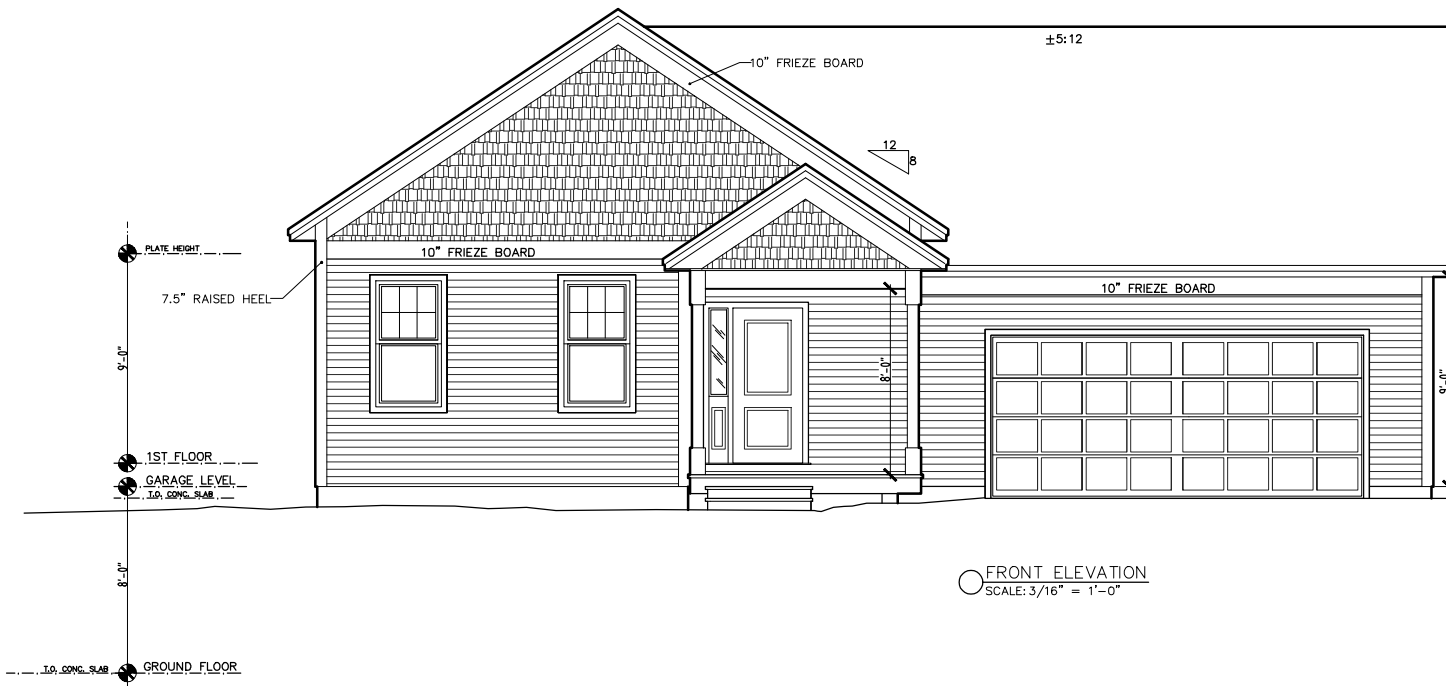 ±5:12
10" FRIEZE BOARD
12
8
PLATE HEIGHT
10" FRIEZE BOARD
7.5" RAISED HEEL
10" FRIEZE BOARD
9'-0"
8'-0"
9'-0"
1ST FLOOR
GARAGE LEVEL
T.O. CONC. SLAB
8'-0"
FRONT ELEVATION
SCALE: 3/16" = 1'-0"
T.O. CONC. SLAB
GROUND FLOOR